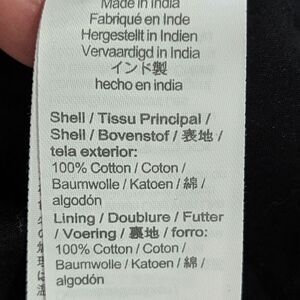 Made in India
Fabriqué en Inde
Hergestellt in Indien
Vervaardigd in India
インド製
hecho en india
Shell / Tissu Principal /
Shell / Bovenstof / 表地 /
tela exterior:
100% Cotton / Coton /
Baumwolle / Katoen / 綿 /
algodón
Lining / Doublure / Futter
/ Voering / 裏地 / forro:
100% Cotton / Coton /
Baumwolle / Katoen / 綿 /
algodón